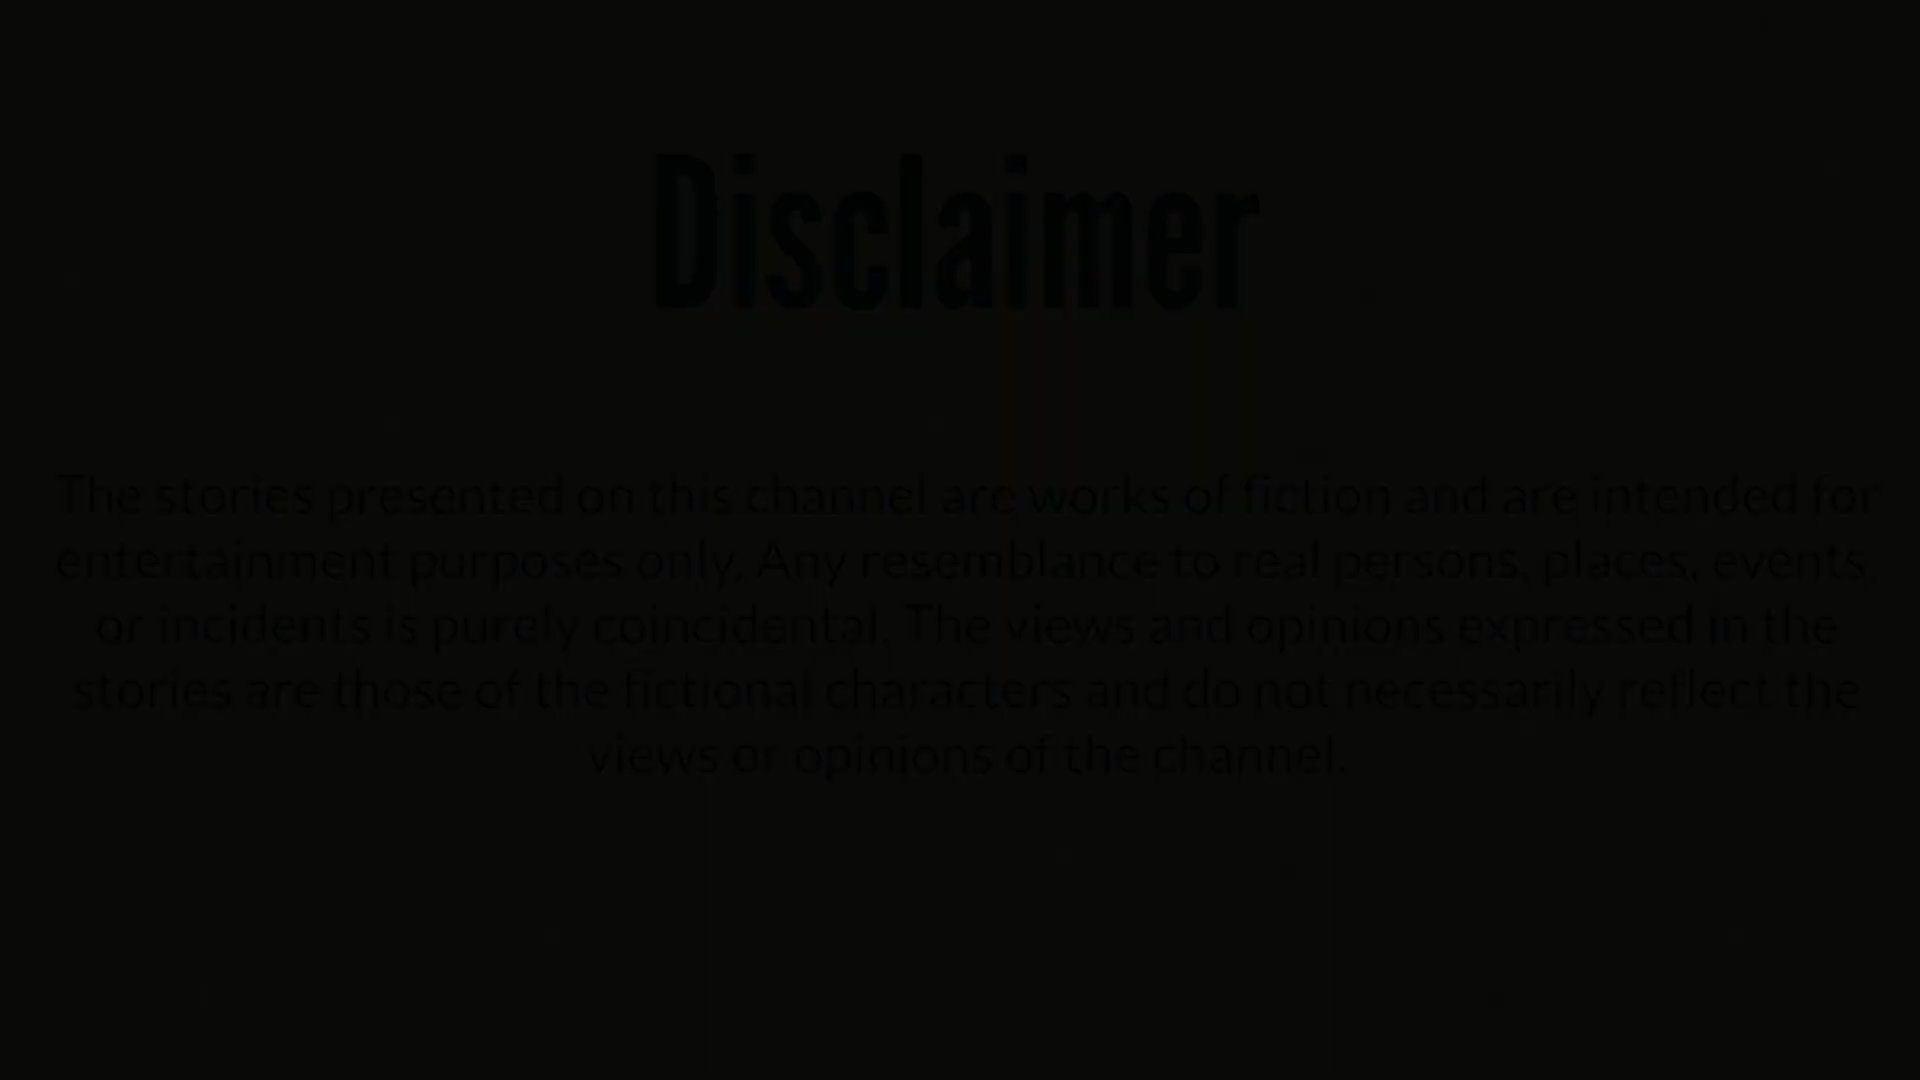 Disclaimer
The stories presented on this channel are works of fiction and are intended for
entertainment purposes only. Any resemblance to real persons, places, events
or incidents is purely coincidental. The views and opinions expressed in the
stories are those of the fictional characters and do not necessarily reflect the
views or opinions of the channel.